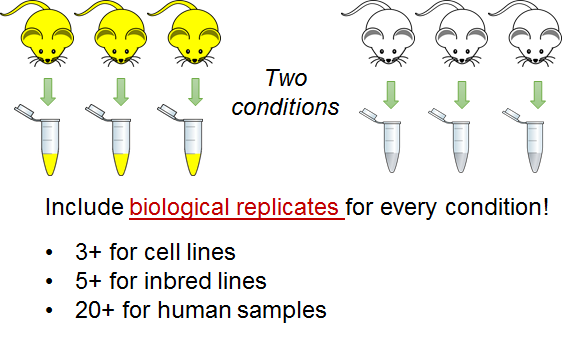 Two
conditions
Include biological replicates for every condition!
• 3+ for cell lines
• 5+ for inbred lines
• 20+ for human samples